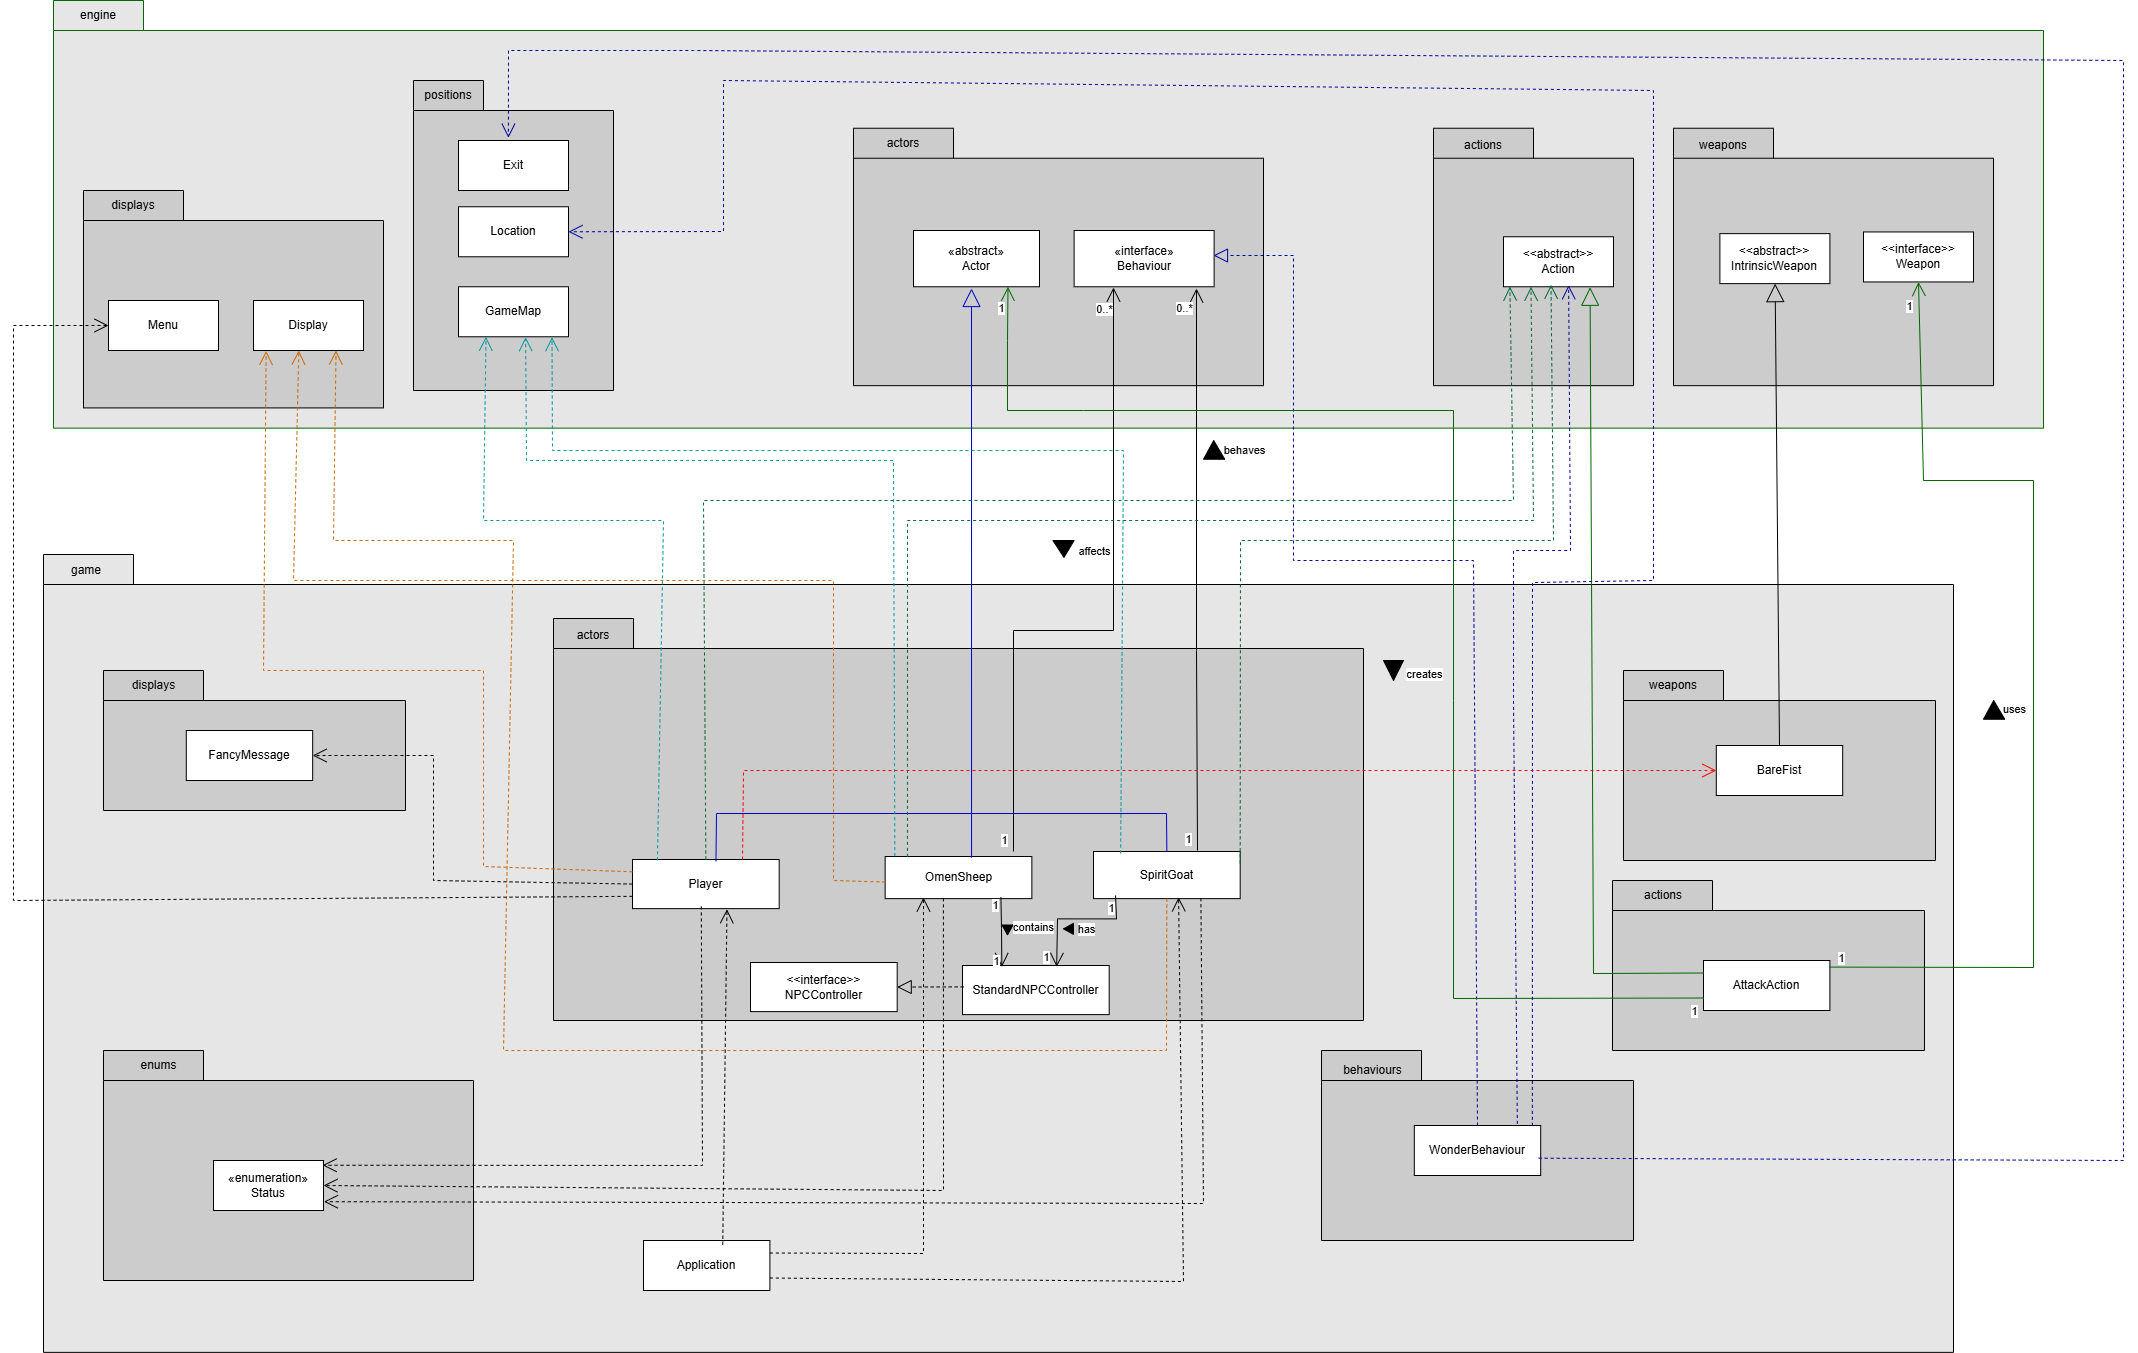 engine
positions
Exit
Location
GameMap
displays
Menu
Display
actors
«abstract»
Actor
«interface»
Behaviour
1
0..*
0..*
actions
<<abstract>>
Action
weapons
<<abstract>>
IntrinsicWeapon
<<interface>>
Weapon
1
behaves
affects
game
actors
creates
uses
displays
FancyMessage
weapons
BareFist
1
1
Player
OmenSheep
SpiritGoat
1
1
contains
has
1
1
<<interface>>
NPCController
StandardNPCController
actions
AttackAction
1
1
enums
«enumeration»
Status
behaviours
WonderBehaviour
Application